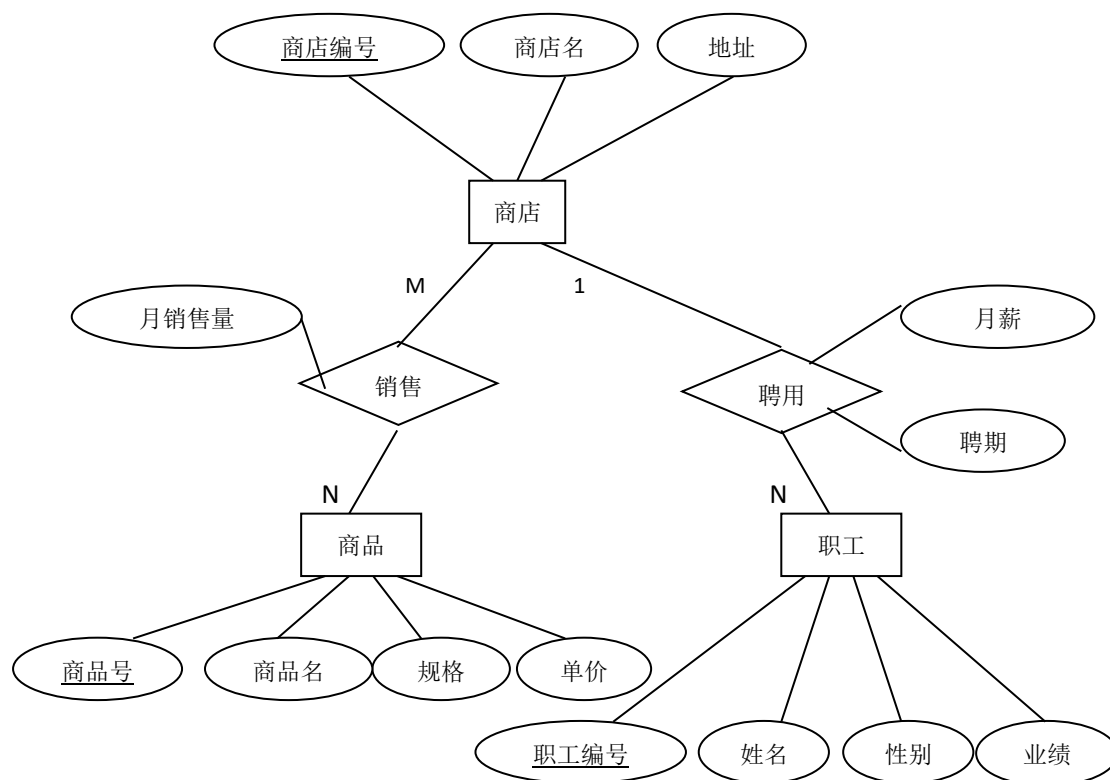 商店编号
商店名
地址
商店
M
1
月销售量
月薪
销售
聘用
聘期
N
N
商品
职工
商品号
商品名
规格
单价
职工编号
姓名
性别
业绩